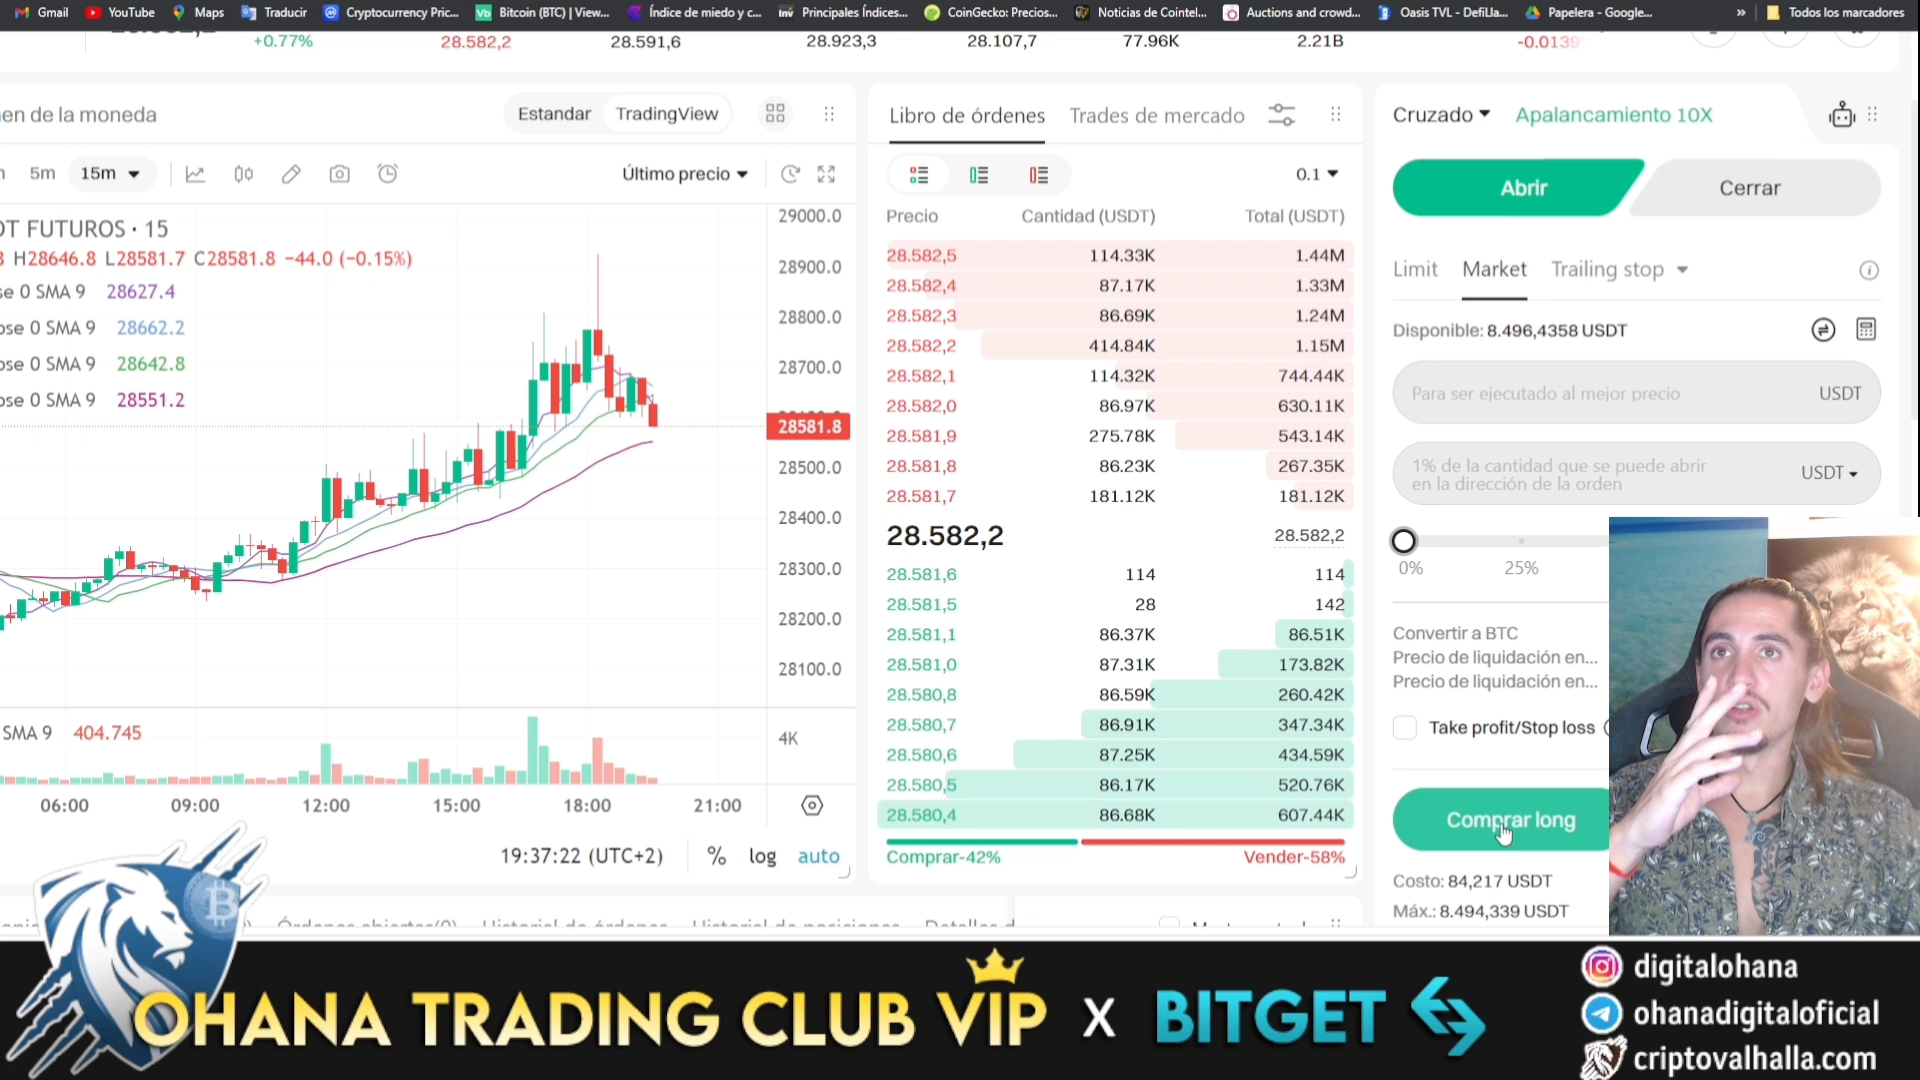 Gmail YouTube Maps Traducir Cryptocurrency Pric... Bitcoin (BTC) | View... Índice de miedo y c... Principales Índices... CoinGecko: Precios... Noticias de Cointel... Auctions and crowd... Oasis TVL - DefiLla... Papelera - Google... » Todos los marcadores
+0.77% 28.582,2 28.591,6 28.923,3 28.107,7 77.96K 2.21B -0.0139
en de la moneda
Estandar TradingView
5m 15m
Último precio
DT FUTUROS · 15
H28646.8 L28581.7 C28581.8 −44.0 (−0.15%)
se 0 SMA 9 28627.4
ose 0 SMA 9 28662.2
ose 0 SMA 9 28642.8
ose 0 SMA 9 28551.2
29000.0
28900.0
28800.0
28700.0
28581.8
28500.0
28400.0
28300.0
28200.0
28100.0
SMA 9 404.745
4K
06:00 09:00 12:00 15:00 18:00 21:00
19:37:22 (UTC+2) % log auto
Libro de órdenes Trades de mercado
0.1
Precio Cantidad (USDT) Total (USDT)
28.582,5 114.33K 1.44M
28.582,4 87.17K 1.33M
28.582,3 86.69K 1.24M
28.582,2 414.84K 1.15M
28.582,1 114.32K 744.44K
28.582,0 86.97K 630.11K
28.581,9 275.78K 543.14K
28.581,8 86.23K 267.35K
28.581,7 181.12K 181.12K
28.582,2 28.582,2
28.581,6 114 114
28.581,5 28 142
28.581,1 86.37K 86.51K
28.581,0 87.31K 173.82K
28.580,8 86.59K 260.42K
28.580,7 86.91K 347.34K
28.580,6 87.25K 434.59K
28.580,5 86.17K 520.76K
28.580,4 86.68K 607.44K
Comprar-42% Vender-58%
Cruzado Apalancamiento 10X
Abrir Cerrar
Limit Market Trailing stop
Disponible: 8.496,4358 USDT
Para ser ejecutado al mejor precio USDT
1% de la cantidad que se puede abrir
en la dirección de la orden
USDT
0% 25%
Convertir a BTC
Precio de liquidación en...
Precio de liquidación en...
Take profit/Stop loss
Comprar long
Costo: 84,217 USDT
Máx.: 8.494,339 USDT
OHANA TRADING CLUB VIP X BITGET
digitalohana
ohanadigitaloficial
criptovalhalla.com